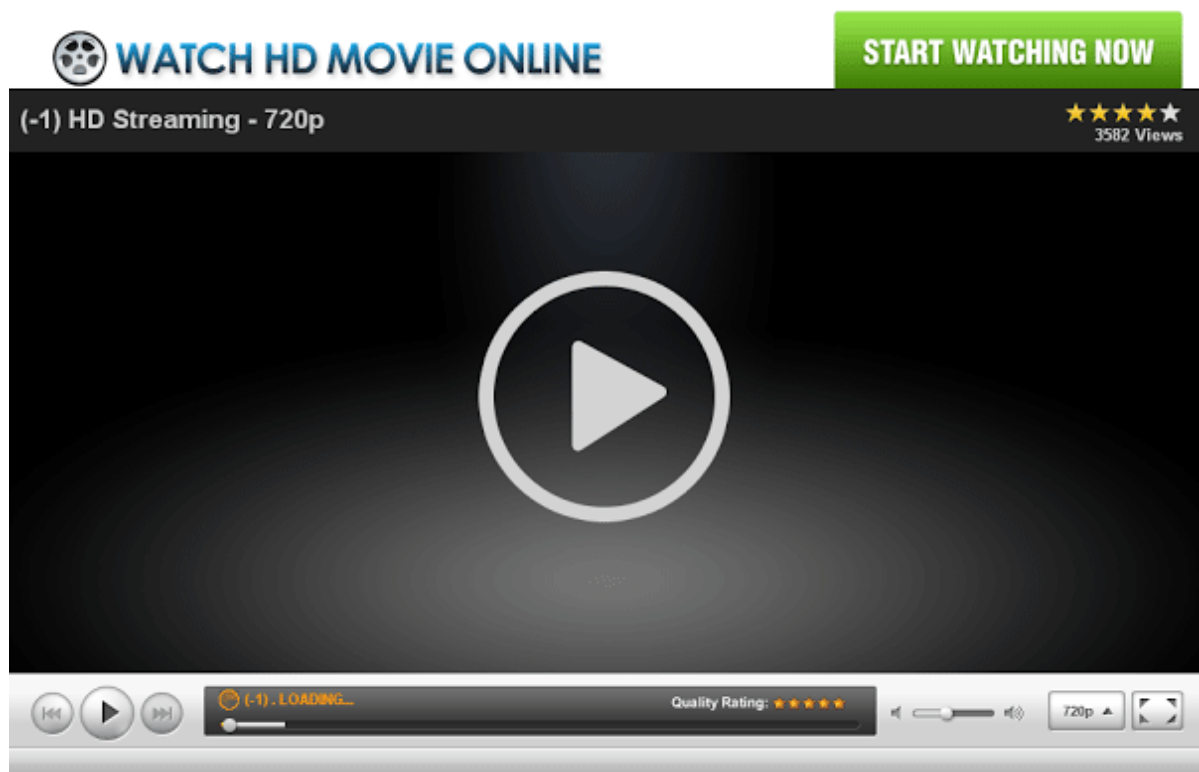 WATCH HD MOVIE ONLINE
START WATCHING NOW
(-1) HD Streaming - 720p
3582 Views
(-1) . LOADING...
Quality Rating:
720p